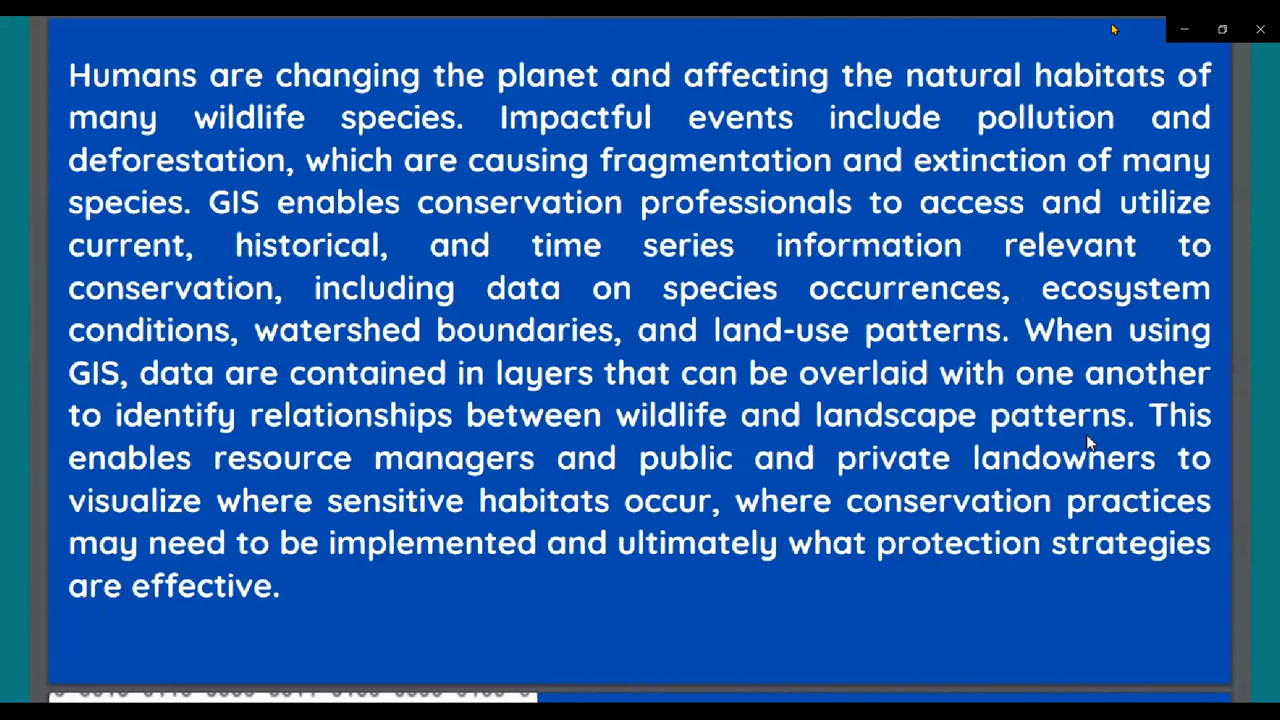 Humans are changing the planet and affecting the natural habitats of
many wildlife species. Impactful events include pollution and
deforestation, which are causing fragmentation and extinction of many
species. GIS enables conservation professionals to access and utilize
current, historical, and time series information relevant to
conservation, including data on species occurrences, ecosystem
conditions, watershed boundaries, and land-use patterns. When using
GIS, data are contained in layers that can be overlaid with one another
to identify relationships between wildlife and landscape patterns. This
enables resource managers and public and private landowners to
visualize where sensitive habitats occur, where conservation practices
may need to be implemented and ultimately what protection strategies
are effective.